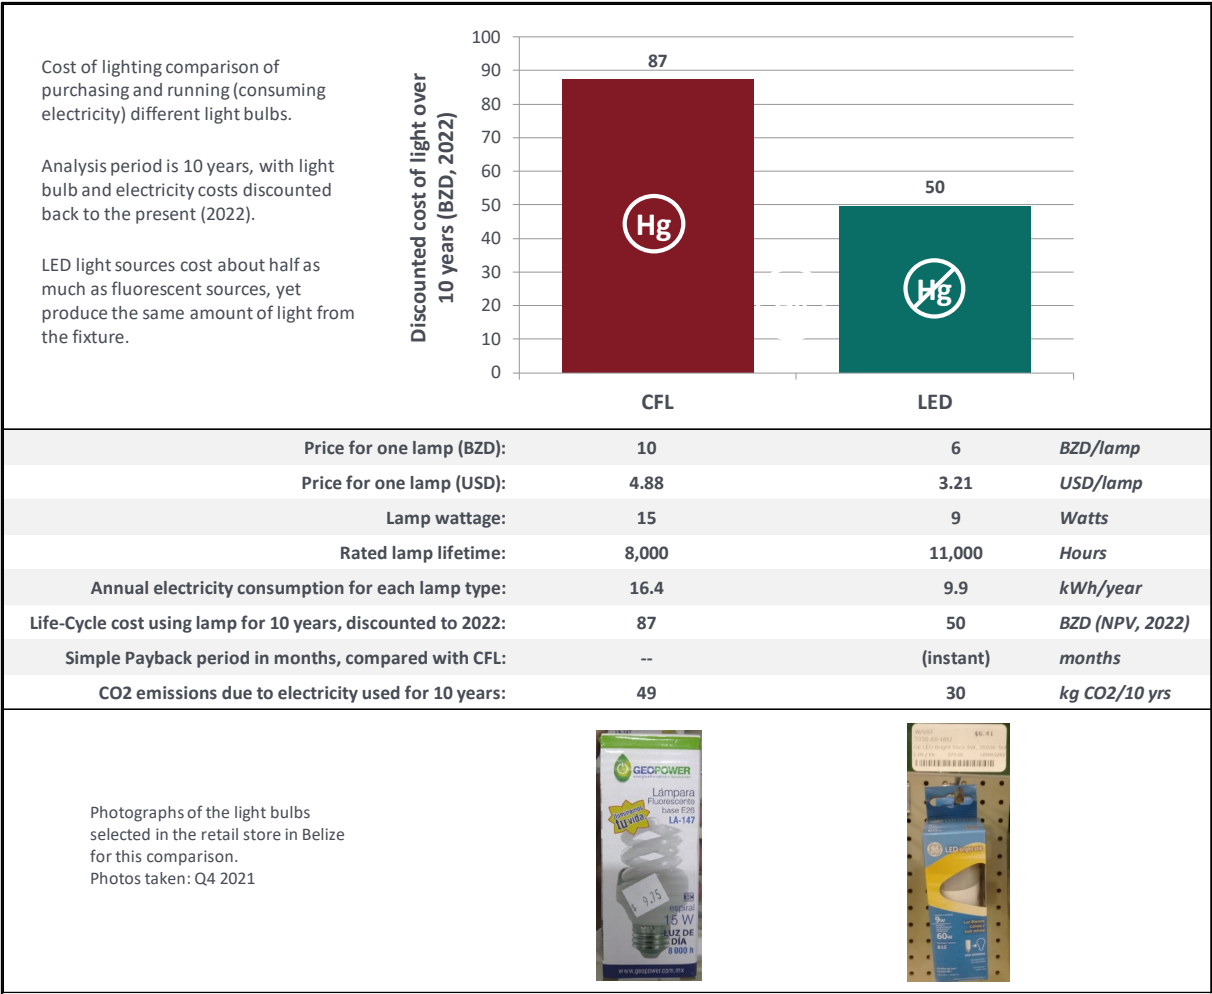 Cost of lighting comparison of
purchasing and running (consuming
electricity) different light bulbs.
Analysis period is 10 years, with light
bulb and electricity costs discounted
back to the present (2022).
LED light sources cost about half as
much as fluorescent sources, yet
produce the same amount of light from
the fixture.
Discounted cost of light over
10 years (BZD, 2022)
100
90
80
70
60
50
40
30
20
10
0
87
50
Hg
Hg
CFL LED
Price for one lamp (BZD): 10 6 BZD/lamp
Price for one lamp (USD): 4.88 3.21 USD/lamp
Lamp wattage: 15 9 Watts
Rated lamp lifetime: 8,000 11,000 Hours
Annual electricity consumption for each lamp type: 16.4 9.9 kWh/year
Life-Cycle cost using lamp for 10 years, discounted to 2022: 87 50 BZD (NPV, 2022)
Simple Payback period in months, compared with CFL: -- (instant) months
CO2 emissions due to electricity used for 10 years: 49 30 kg CO2/10 yrs
Photographs of the light bulbs
selected in the retail store in Belize
for this comparison.
Photos taken: Q4 2021
GEOPOWER
Lámpara
Fluorescente
base E26
LA-147
iluminamos
tu vida
$ 9.75
espiral
15 W
LUZ DE
DÍA
8 000 h
www.geopower.com.mx
$6.41
GE LED
9w
60w